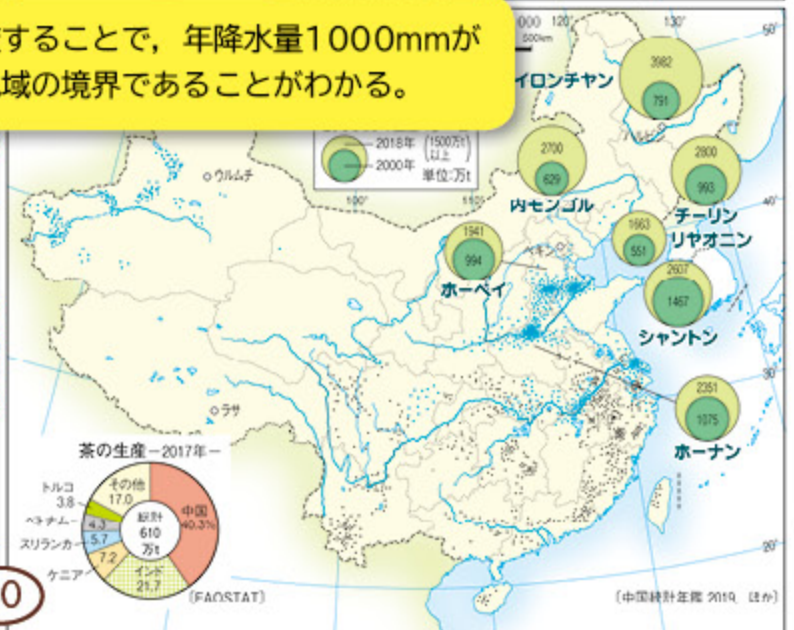 することで，年降水量1000mmが
域の境界であることがわかる。
000
120°
130°
50°
500km
イロンチャン
3982
791
ハルビン
2018年
2000年
(1500万t以上)
単位:万t
2700
629
内モンゴル
2800
993
チーリン
ウルムチ
100°
110°
40°
1663
551
リヤオニン
1941
994
ホーペイ
ペキン
2607
1467
シャントン
30°
2351
1075
ホーナン
ラサ
茶の生産－2017年－
トルコ
3.8
その他
17.0
中国
40.3%
ベトナム
4.3
総計
610
万t
スリランカ
5.7
ケニア
7.2
インド
21.7
〔FAOSTAT〕
20°
〔中国統計年鑑 2019, ほか〕
0